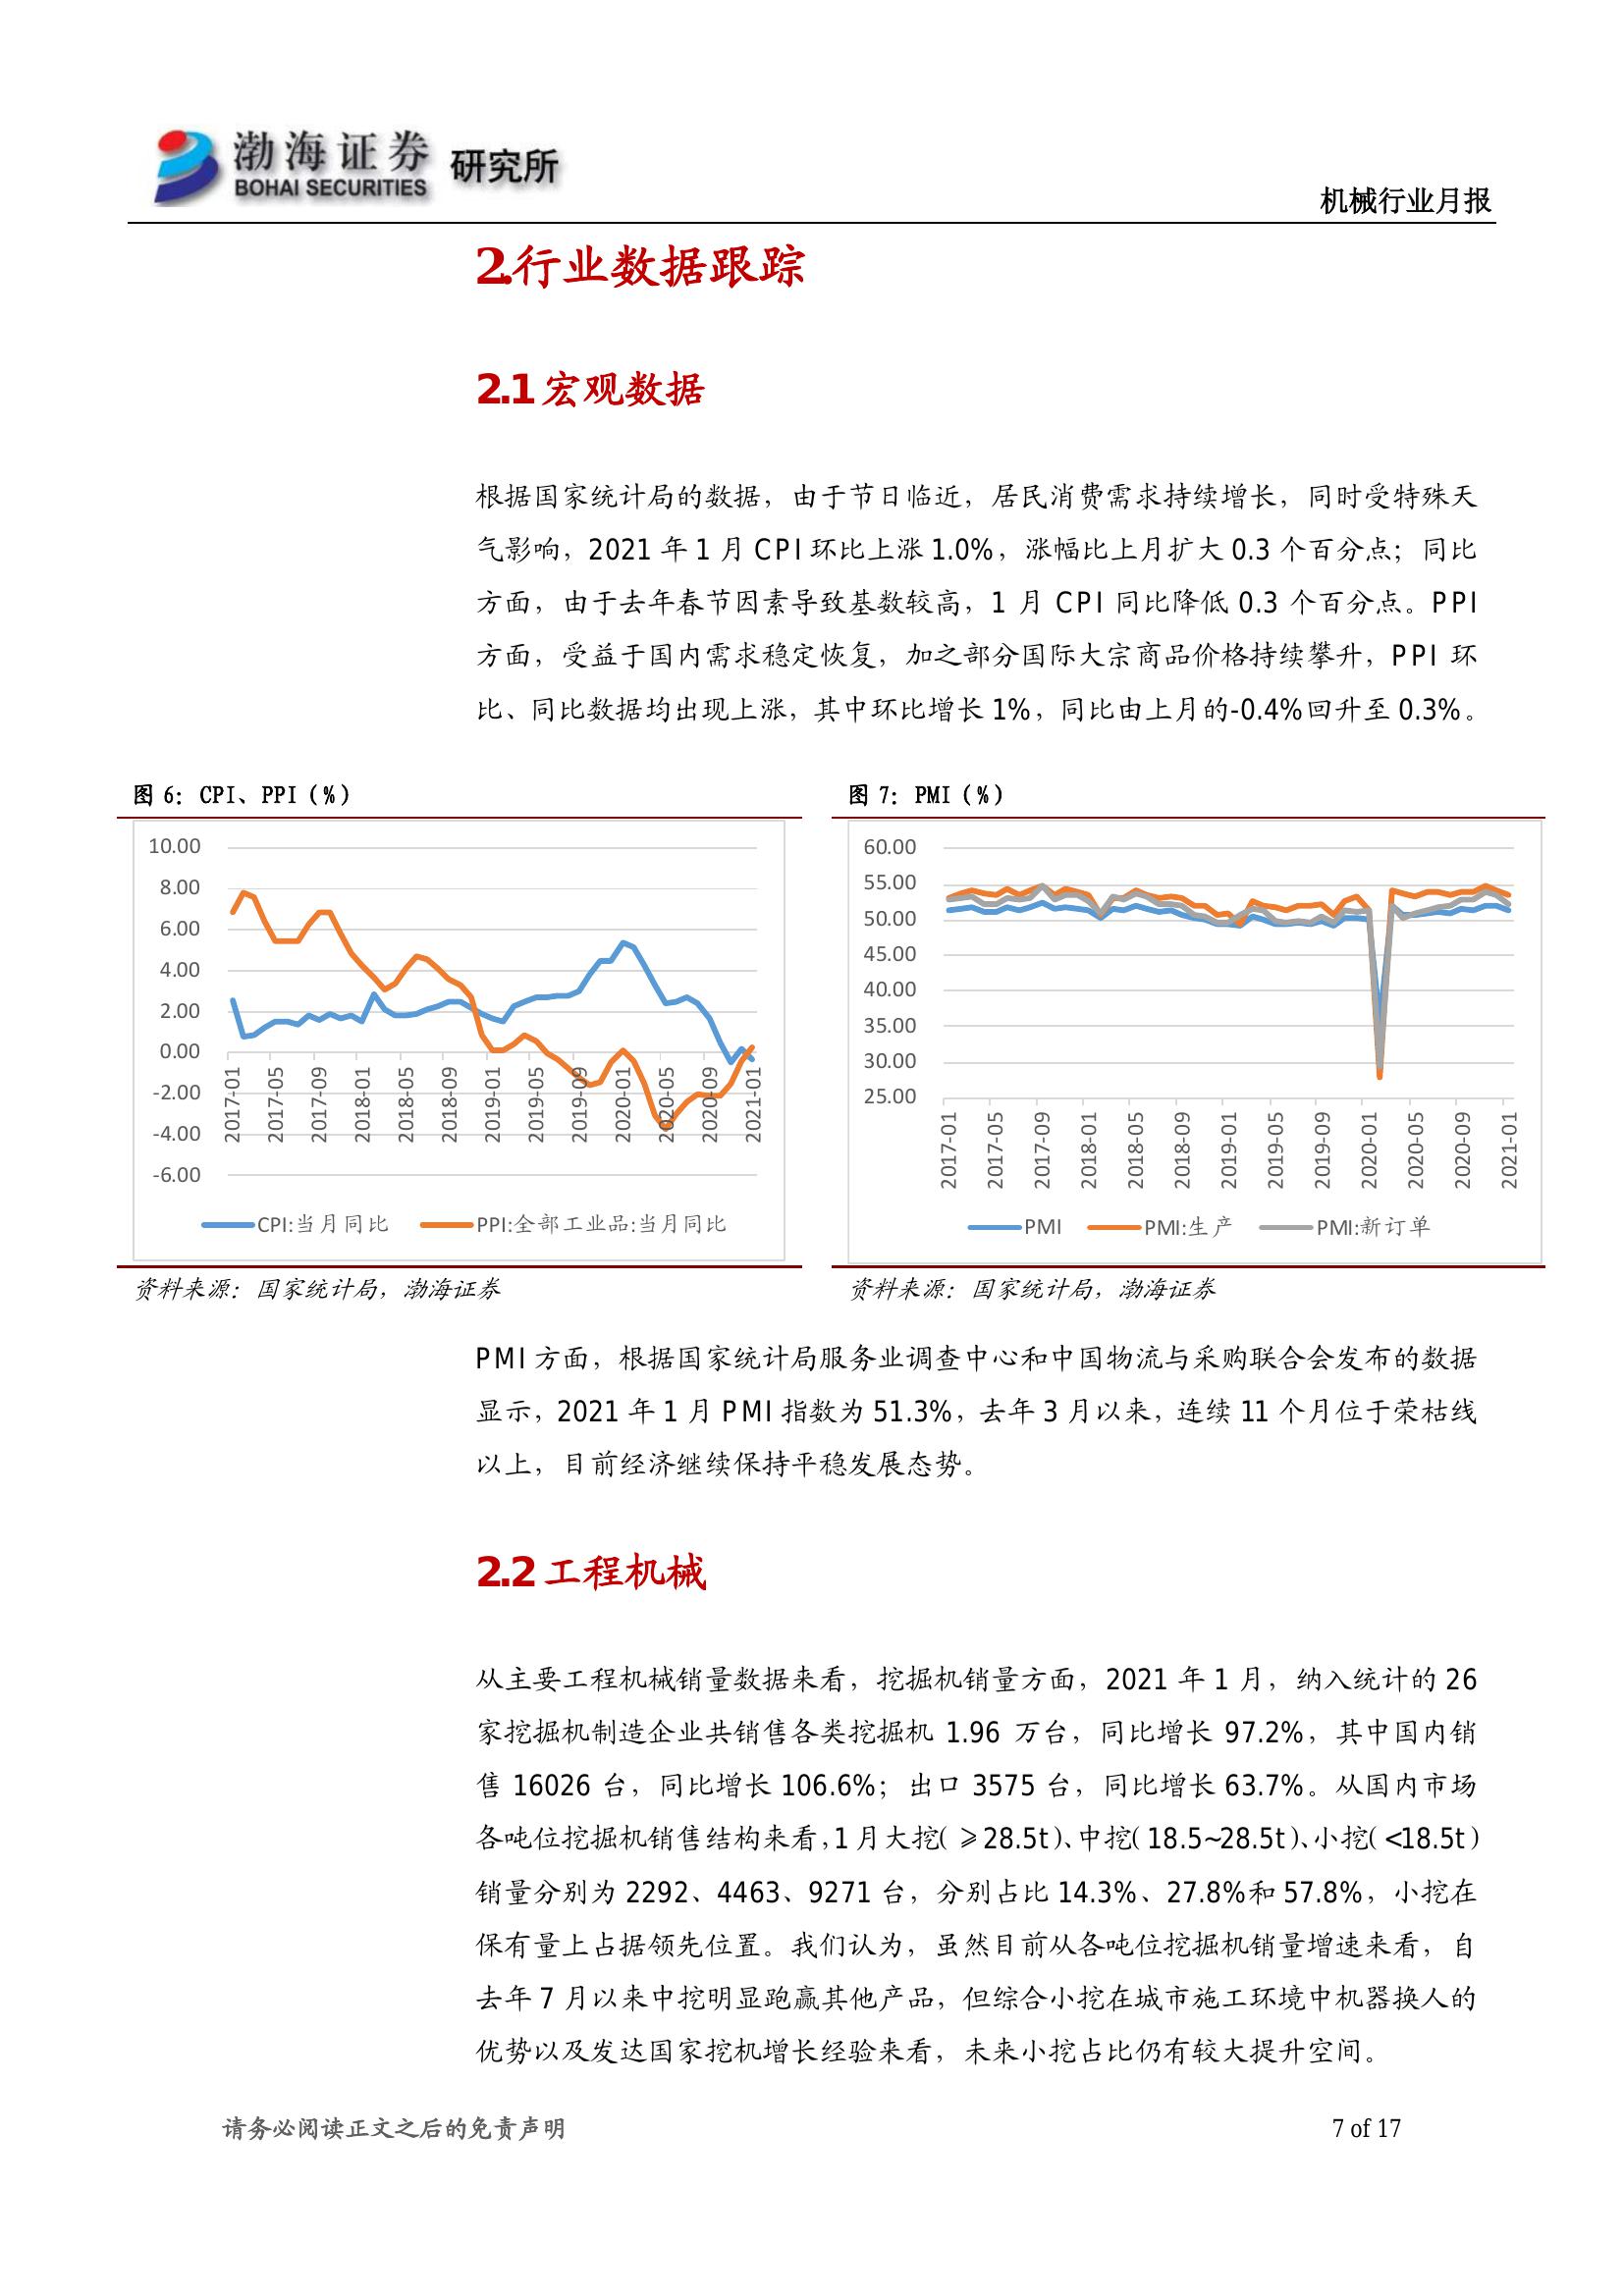 渤海证券 研究所
BOHAI SECURITIES
机械行业月报
2.行业数据跟踪
2.1 宏观数据
根据国家统计局的数据，由于节日临近，居民消费需求持续增长，同时受特殊天
气影响，2021 年 1 月 CPI 环比上涨 1.0%，涨幅比上月扩大 0.3 个百分点；同比
方面，由于去年春节因素导致基数较高，1 月 CPI 同比降低 0.3 个百分点。PPI
方面，受益于国内需求稳定恢复，加之部分国际大宗商品价格持续攀升，PPI 环
比、同比数据均出现上涨，其中环比增长 1%，同比由上月的-0.4%回升至 0.3%。
图 6：CPI、PPI（%）
10.00
8.00
6.00
4.00
2.00
0.00
-2.00
-4.00
-6.00
2017-01
2017-05
2017-09
2018-01
2018-05
2018-09
2019-01
2019-05
2019-09
2020-01
2020-05
2020-09
2021-01
CPI:当月同比
PPI:全部工业品:当月同比
资料来源：国家统计局，渤海证券
图 7：PMI（%）
60.00
55.00
50.00
45.00
40.00
35.00
30.00
25.00
2017-01
2017-05
2017-09
2018-01
2018-05
2018-09
2019-01
2019-05
2019-09
2020-01
2020-05
2020-09
2021-01
PMI
PMI:生产
PMI:新订单
资料来源：国家统计局，渤海证券
PMI 方面，根据国家统计局服务业调查中心和中国物流与采购联合会发布的数据
显示，2021 年 1 月 PMI 指数为 51.3%，去年 3 月以来，连续 11 个月位于荣枯线
以上，目前经济继续保持平稳发展态势。
2.2 工程机械
从主要工程机械销量数据来看，挖掘机销量方面，2021 年 1 月，纳入统计的 26
家挖掘机制造企业共销售各类挖掘机 1.96 万台，同比增长 97.2%，其中国内销
售 16026 台，同比增长 106.6%；出口 3575 台，同比增长 63.7%。从国内市场
各吨位挖掘机销售结构来看，1 月大挖（≥28.5t）、中挖（18.5~28.5t）、小挖（<18.5t）
销量分别为 2292、4463、9271 台，分别占比 14.3%、27.8%和 57.8%，小挖在
保有量上占据领先位置。我们认为，虽然目前从各吨位挖掘机销量增速来看，自
去年 7 月以来中挖明显跑赢其他产品，但综合小挖在城市施工环境中机器换人的
优势以及发达国家挖机增长经验来看，未来小挖占比仍有较大提升空间。
请务必阅读正文之后的免责声明
7 of 17